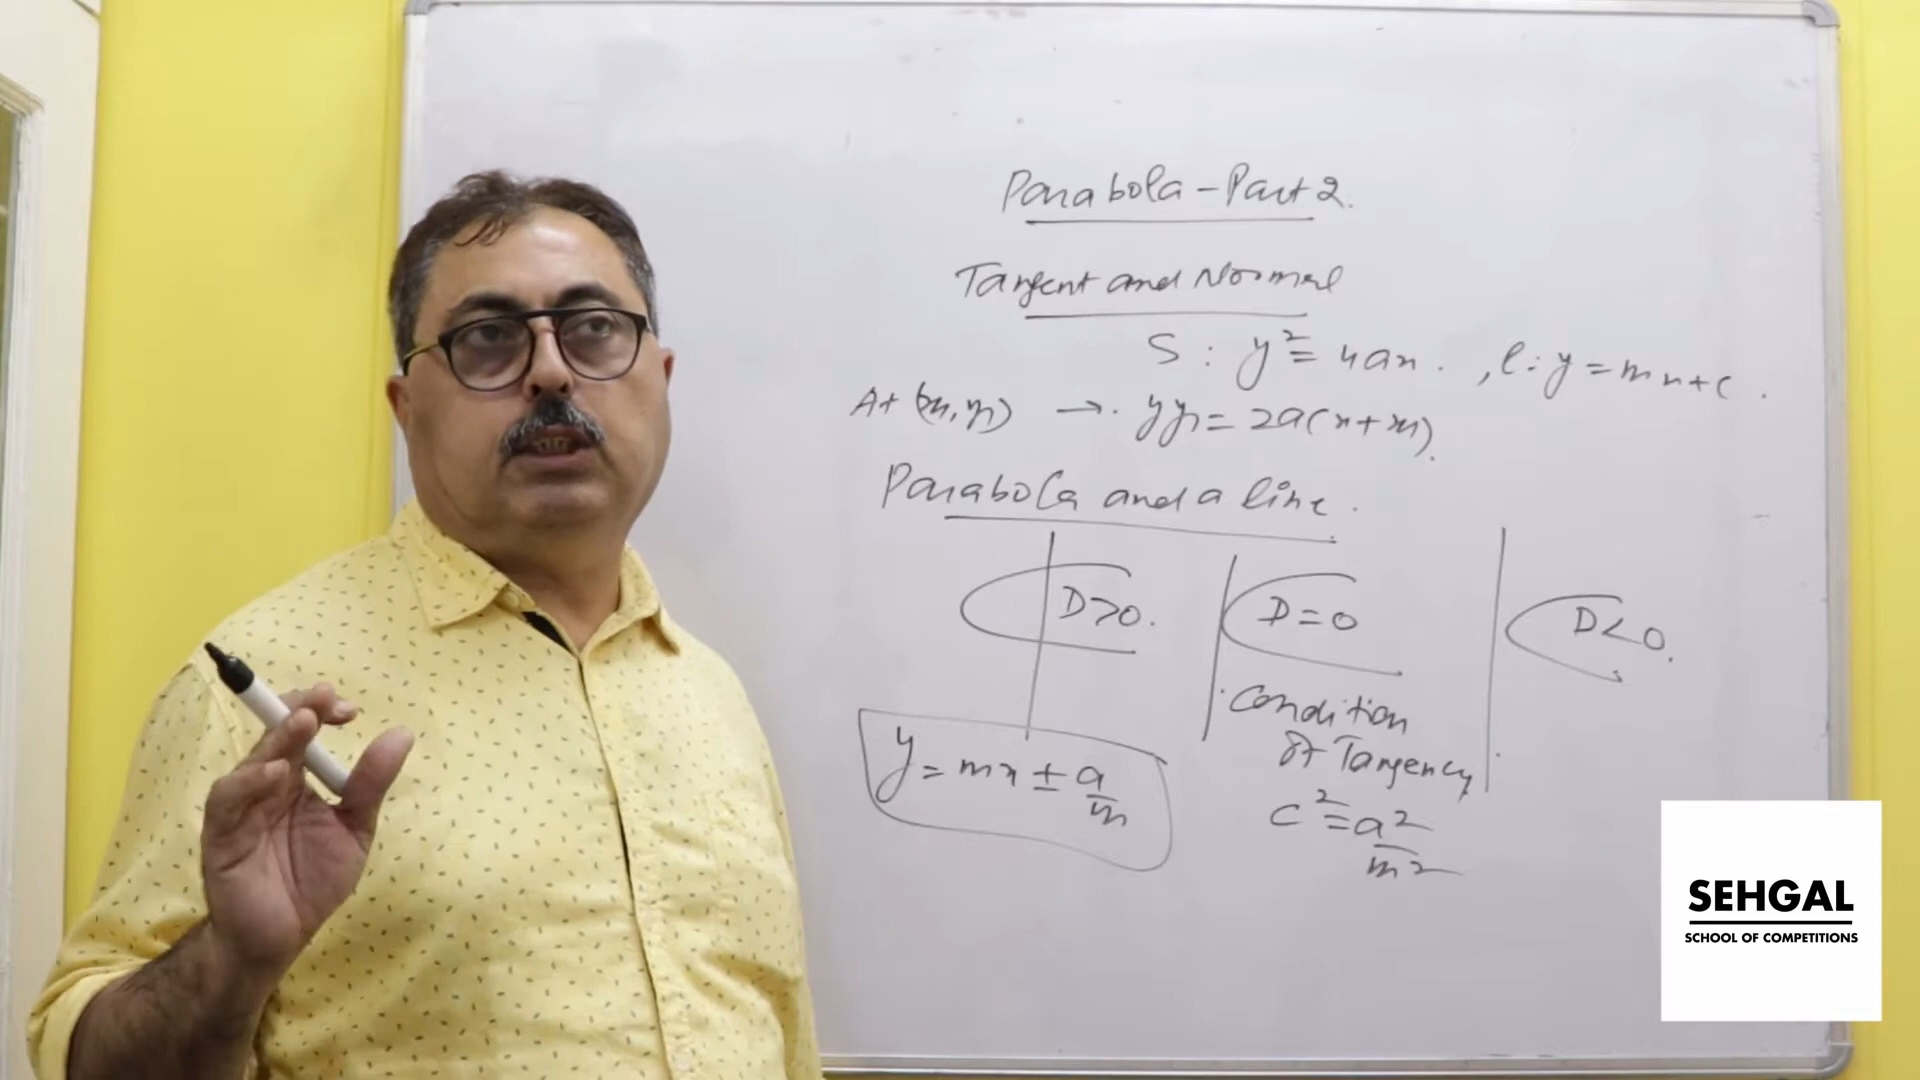 Parabola - Part 2.
Tangent and Normal
S : y² = 4ax . , l : y = mx + c .
At (x₁, y₁) → . yy₁ = 2a(x + x₁).
Parabola and a line .
D>0. D=0 D<0.
Condition
of Tangency
y = mx ± a/m
c² = a²/m²
SEHGAL
SCHOOL OF COMPETITIONS